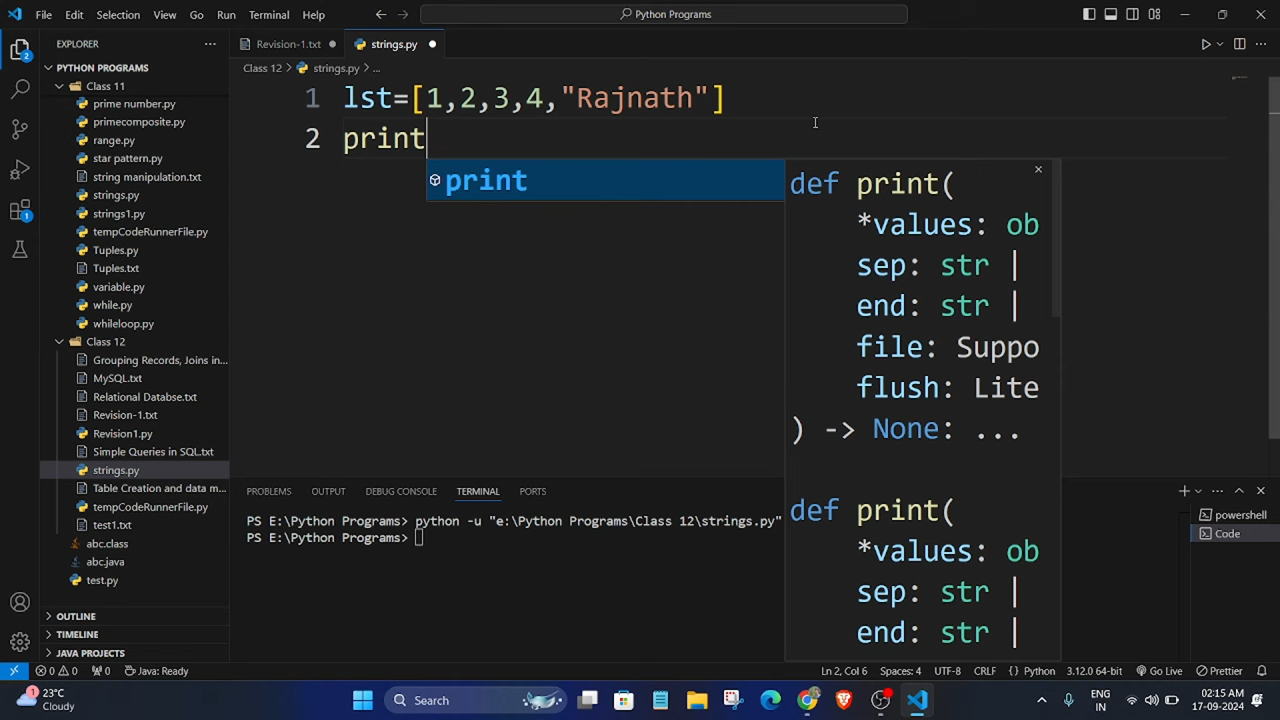 File Edit Selection View Go Run Terminal Help
Python Programs
EXPLORER
Revision-1.txt
strings.py
PYTHON PROGRAMS
Class 12 > strings.py > ...
Class 11
prime number.py
primecomposite.py
range.py
star pattern.py
string manipulation.txt
strings.py
strings1.py
tempCodeRunnerFile.py
Tuples.py
Tuples.txt
variable.py
while.py
whileloop.py
Class 12
Grouping Records, Joins in...
MySQL.txt
Relational Databse.txt
Revision-1.txt
Revision1.py
Simple Queries in SQL.txt
strings.py
Table Creation and data m...
tempCodeRunnerFile.py
test1.txt
abc.class
abc.java
test.py
OUTLINE
TIMELINE
JAVA PROJECTS
2
1
1 lst=[1,2,3,4,"Rajnath"]
2 print
print
def print(
*values: ob
sep: str |
end: str |
file: Suppo
flush: Lite
) -> None: ...
def print(
*values: ob
sep: str |
end: str |
PROBLEMS OUTPUT DEBUG CONSOLE TERMINAL PORTS
PS E:\Python Programs> python -u "e:\Python Programs\Class 12\strings.py"
PS E:\Python Programs>
powershell
Code
0 0 0 Java: Ready
Ln 2, Col 6 Spaces: 4 UTF-8 CRLF { } Python 3.12.0 64-bit Go Live Prettier
1
23°C
Cloudy
Search
ENG
IN
02:15 AM
17-09-2024